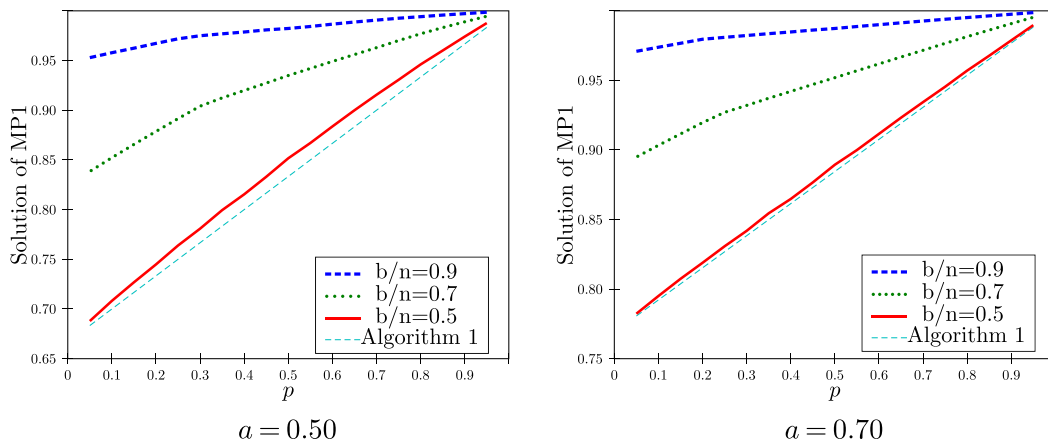 Solution of MP1
0.95
0.90
0.85
0.80
0.75
0.70
0.65
0 0.1 0.2 0.3 0.4 0.5 0.6 0.7 0.8 0.9
p
b/n=0.9
b/n=0.7
b/n=0.5
Algorithm 1
a = 0.50
Solution of MP1
0.95
0.90
0.85
0.80
0.75
0 0.1 0.2 0.3 0.4 0.5 0.6 0.7 0.8 0.9
p
b/n=0.9
b/n=0.7
b/n=0.5
Algorithm 1
a = 0.70